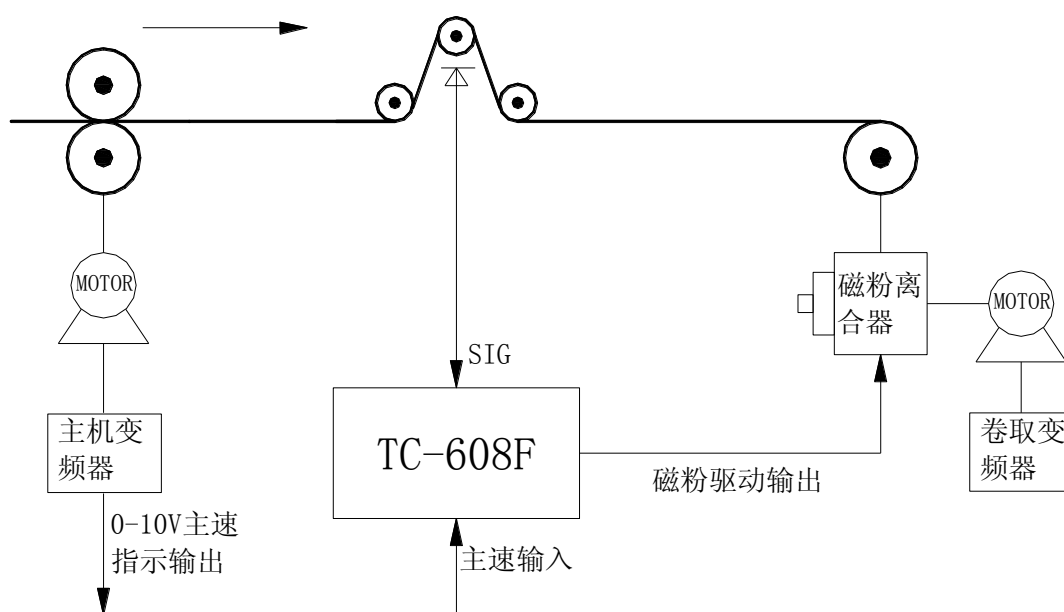 MOTOR
主机变
频器
0-10V主速
指示输出
SIG
TC-608F
主速输入
磁粉驱动输出
磁粉离
合器
MOTOR
卷取变
频器